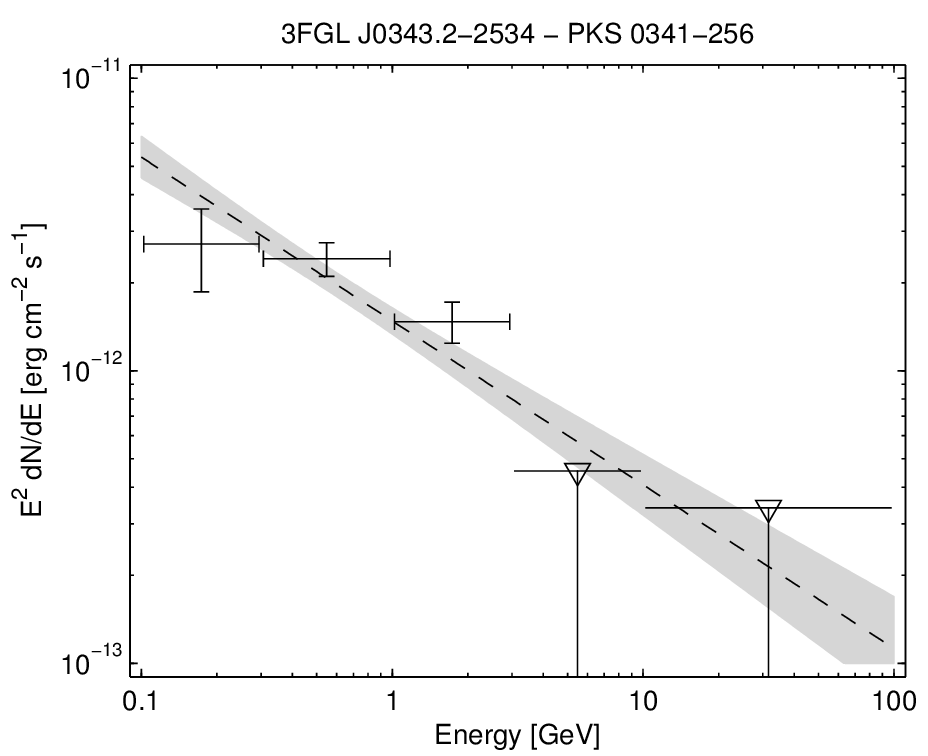 3FGL J0343.2−2534 − PKS 0341−256
10⁻¹¹
10⁻¹²
10⁻¹³
E² dN/dE [erg cm⁻² s⁻¹]
0.1 1 10 100
Energy [GeV]